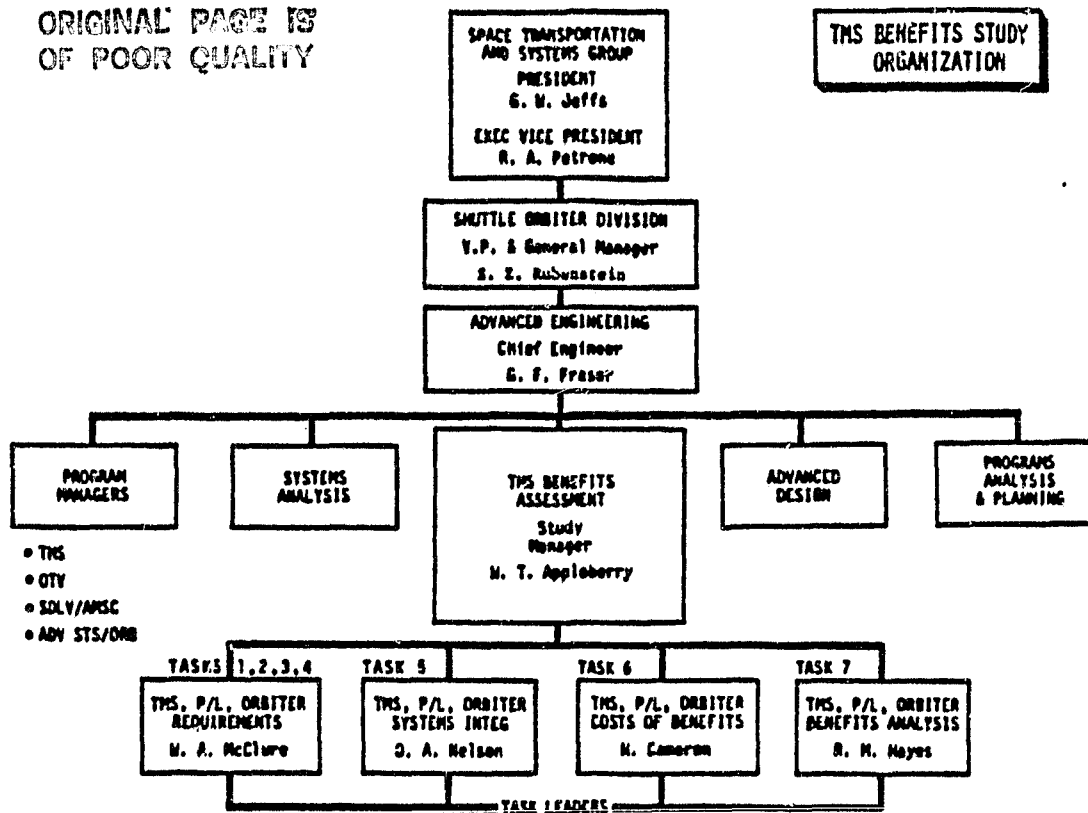 ORIGINAL PAGE IS
OF POOR QUALITY
TMS BENEFITS STUDY
ORGANIZATION
SPACE TRANSPORTATION
AND SYSTEMS GROUP
PRESIDENT
G. W. Jeffs
EXEC VICE PRESIDENT
R. A. Petrone
SHUTTLE ORBITER DIVISION
V.P. & General Manager
S. Z. Rubenstein
ADVANCED ENGINEERING
Chief Engineer
G. F. Fraser
PROGRAM
MANAGERS
• TMS
• OTV
• SDLV/AMSC
• ADV STS/ORB
SYSTEMS
ANALYSIS
TMS BENEFITS
ASSESSMENT
Study
Manager
W. T. Appleberry
ADVANCED
DESIGN
PROGRAMS
ANALYSIS
& PLANNING
TASKS 1,2,3,4
TMS, P/L, ORBITER
REQUIREMENTS
W. A. McClure
TASK 5
TMS, P/L, ORBITER
SYSTEMS INTEG
A. Nelson
TASK 6
TMS, P/L, ORBITER
COSTS OF BENEFITS
Cameron
TASK 7
TMS, P/L, ORBITER
BENEFITS ANALYSIS
R. M. Hayes
TASK LEADERS